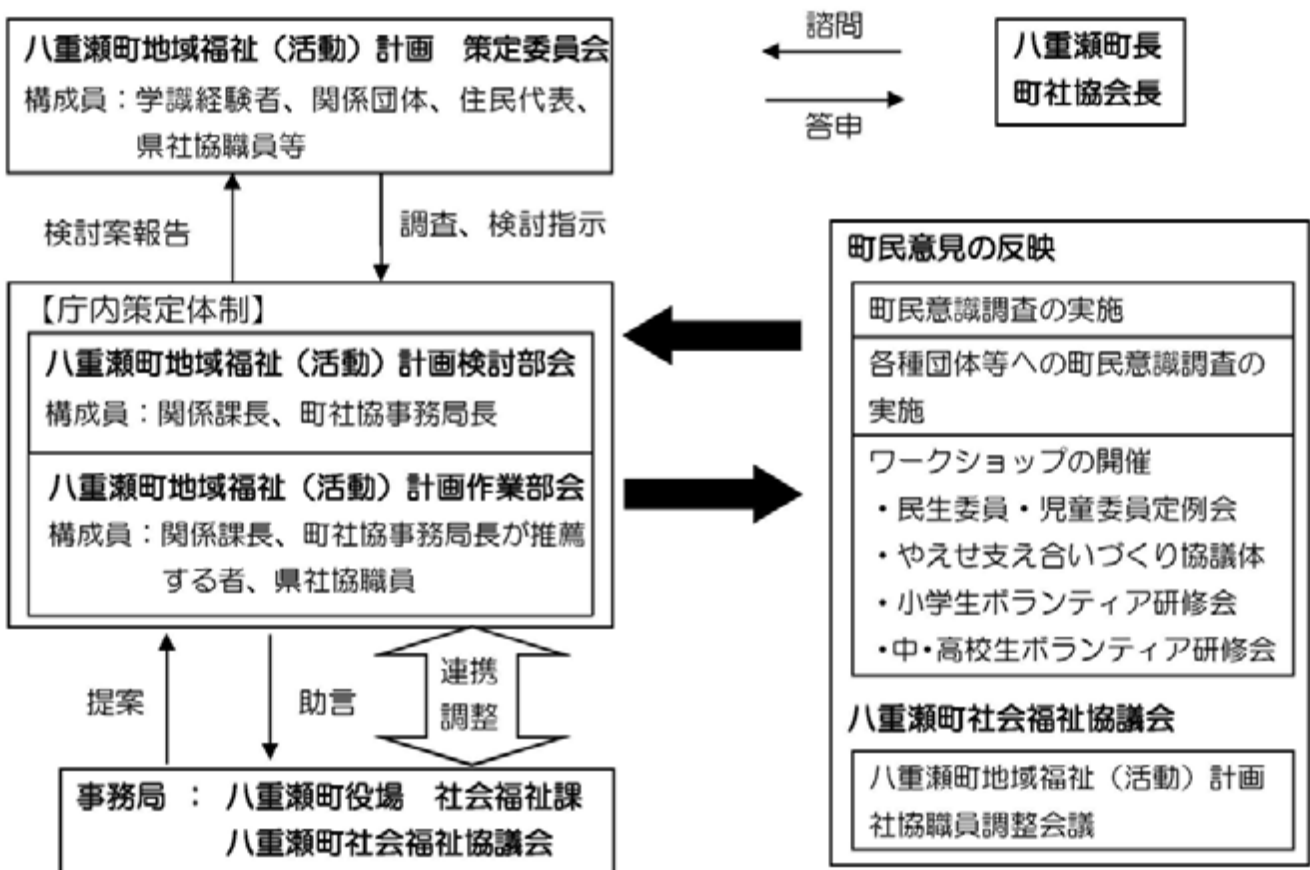 八重瀬町地域福祉（活動）計画　策定委員会
構成員：学識経験者、関係団体、住民代表、
県社協職員等
諮問
答申
八重瀬町長
町社協会長
検討案報告
調査、検討指示
【庁内策定体制】
八重瀬町地域福祉（活動）計画検討部会
構成員：関係課長、町社協事務局長
八重瀬町地域福祉（活動）計画作業部会
構成員：関係課長、町社協事務局長が推薦
する者、県社協職員
町民意見の反映
町民意識調査の実施
各種団体等への町民意識調査の
実施
ワークショップの開催
・民生委員・児童委員定例会
・やえせ支え合いづくり協議体
・小学生ボランティア研修会
・中・高校生ボランティア研修会
八重瀬町社会福祉協議会
八重瀬町地域福祉（活動）計画
社協職員調整会議
提案
助言
連携
調整
事務局　：　八重瀬町役場　社会福祉課
八重瀬町社会福祉協議会